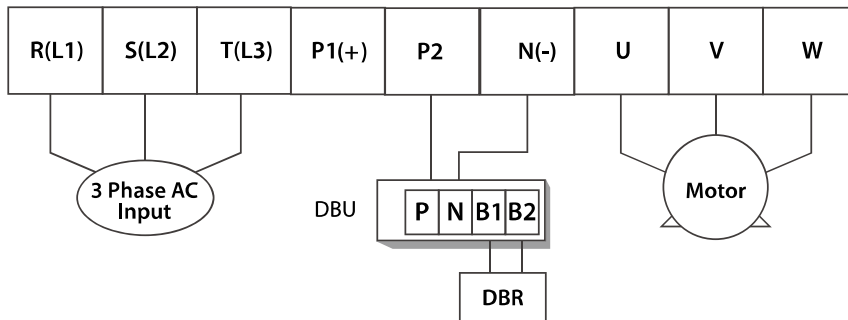 R(L1) S(L2) T(L3) P1(+) P2 N(-) U V W
3 Phase AC
Input
DBU
P N B1 B2
Motor
DBR